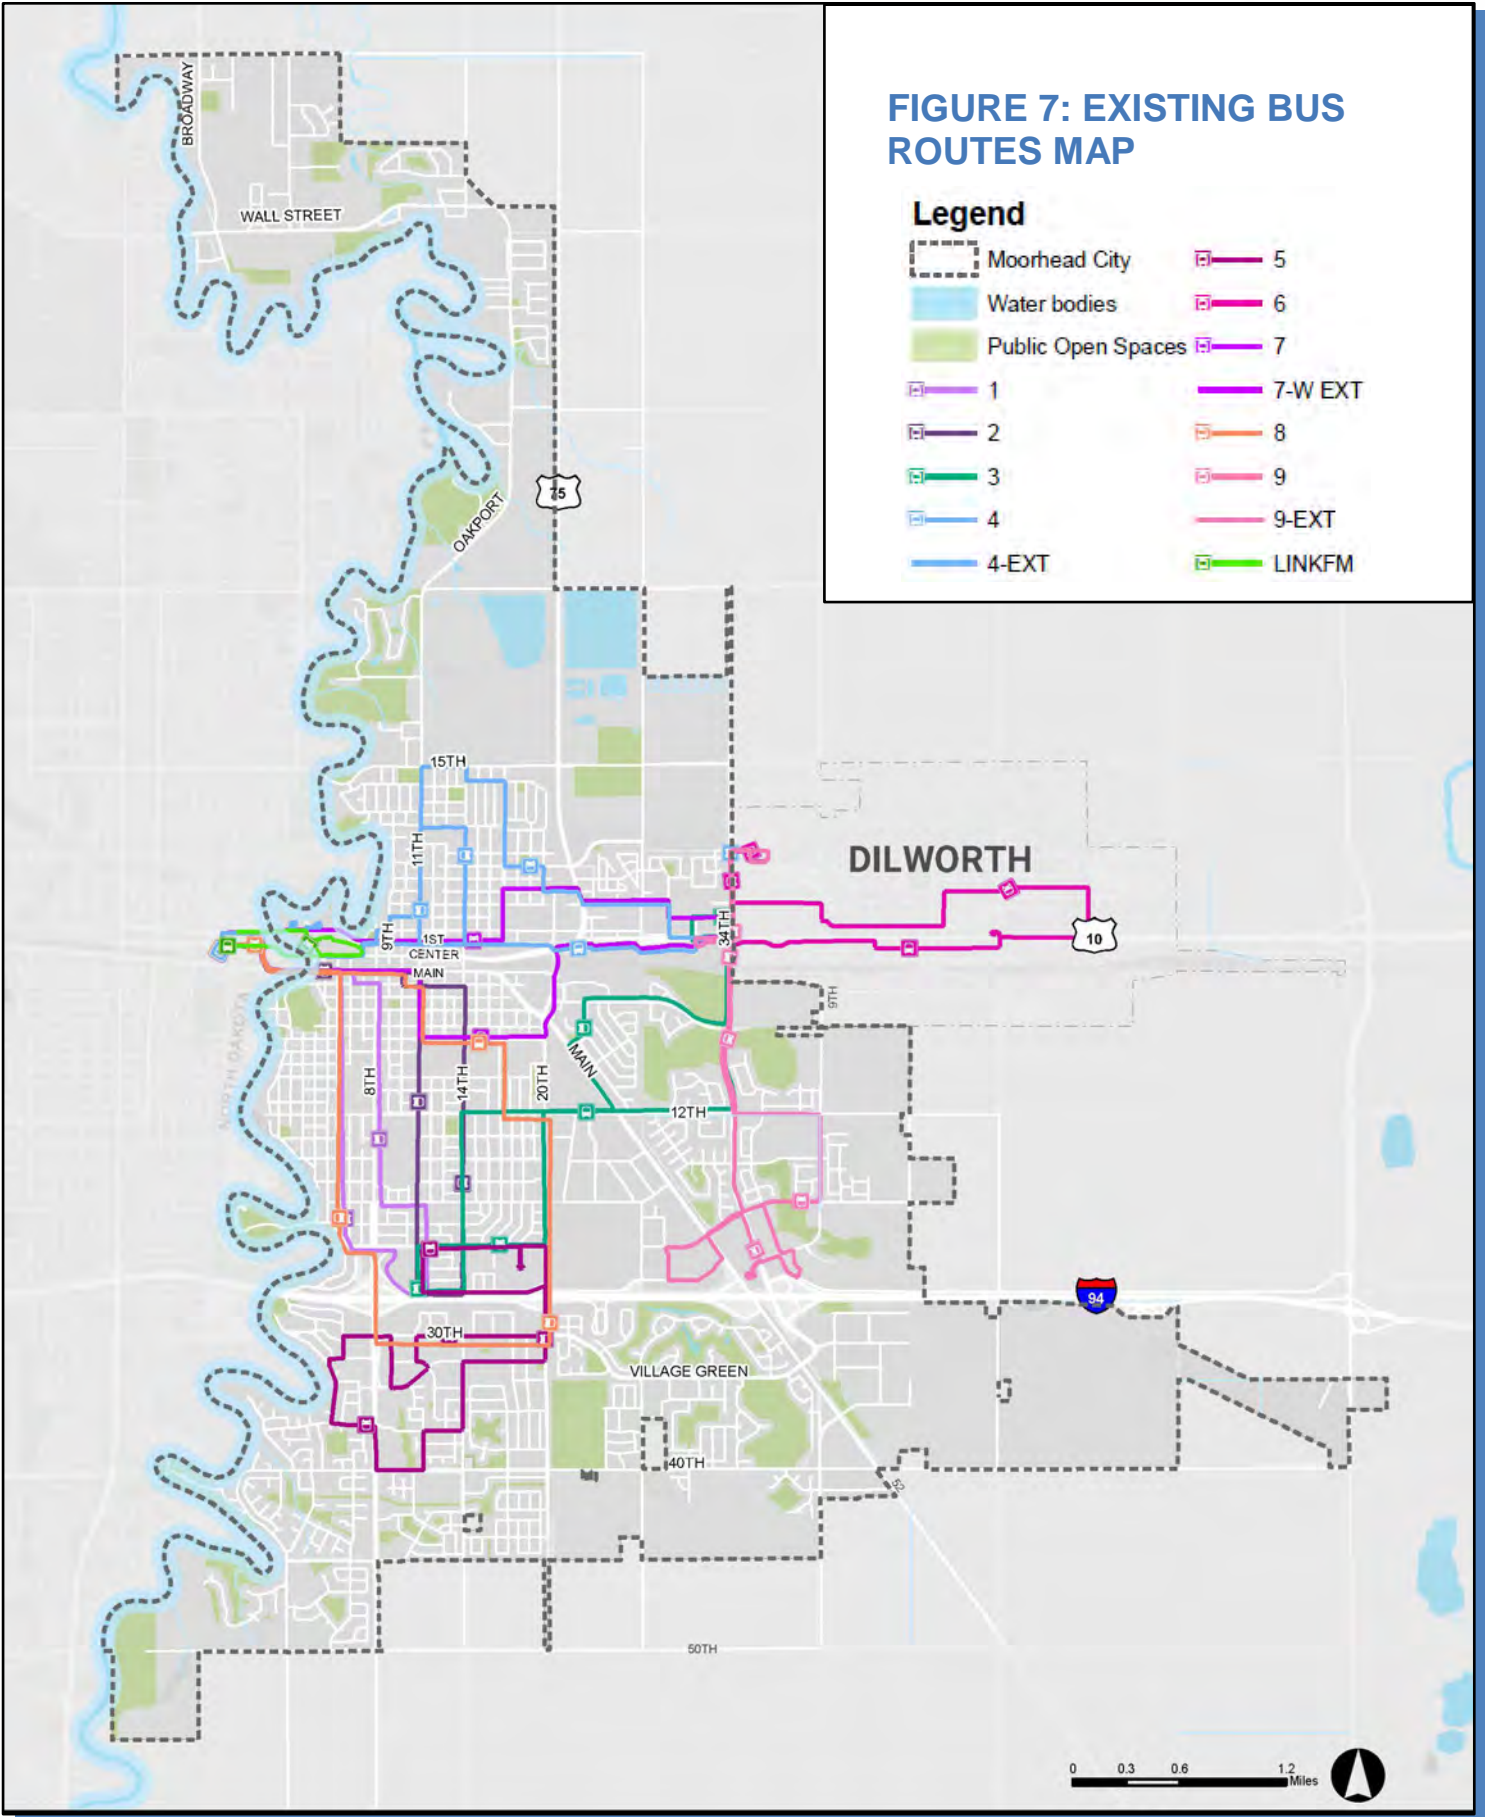 FIGURE 7: EXISTING BUS
ROUTES MAP
Legend
Moorhead City
Water bodies
Public Open Spaces
1
2
3
4
4-EXT
5
6
7
7-W EXT
8
9
9-EXT
LINKFM
BROADWAY
WALL STREET
75
OAKPORT
15TH
11TH
DILWORTH
9TH
1ST
CENTER
MAIN
34TH
10
NORTH DAKOTA
9TH
MAIN
8TH
14TH
20TH
12TH
94
30TH
VILLAGE GREEN
40TH
52
50TH
0 0.3 0.6 1.2
Miles